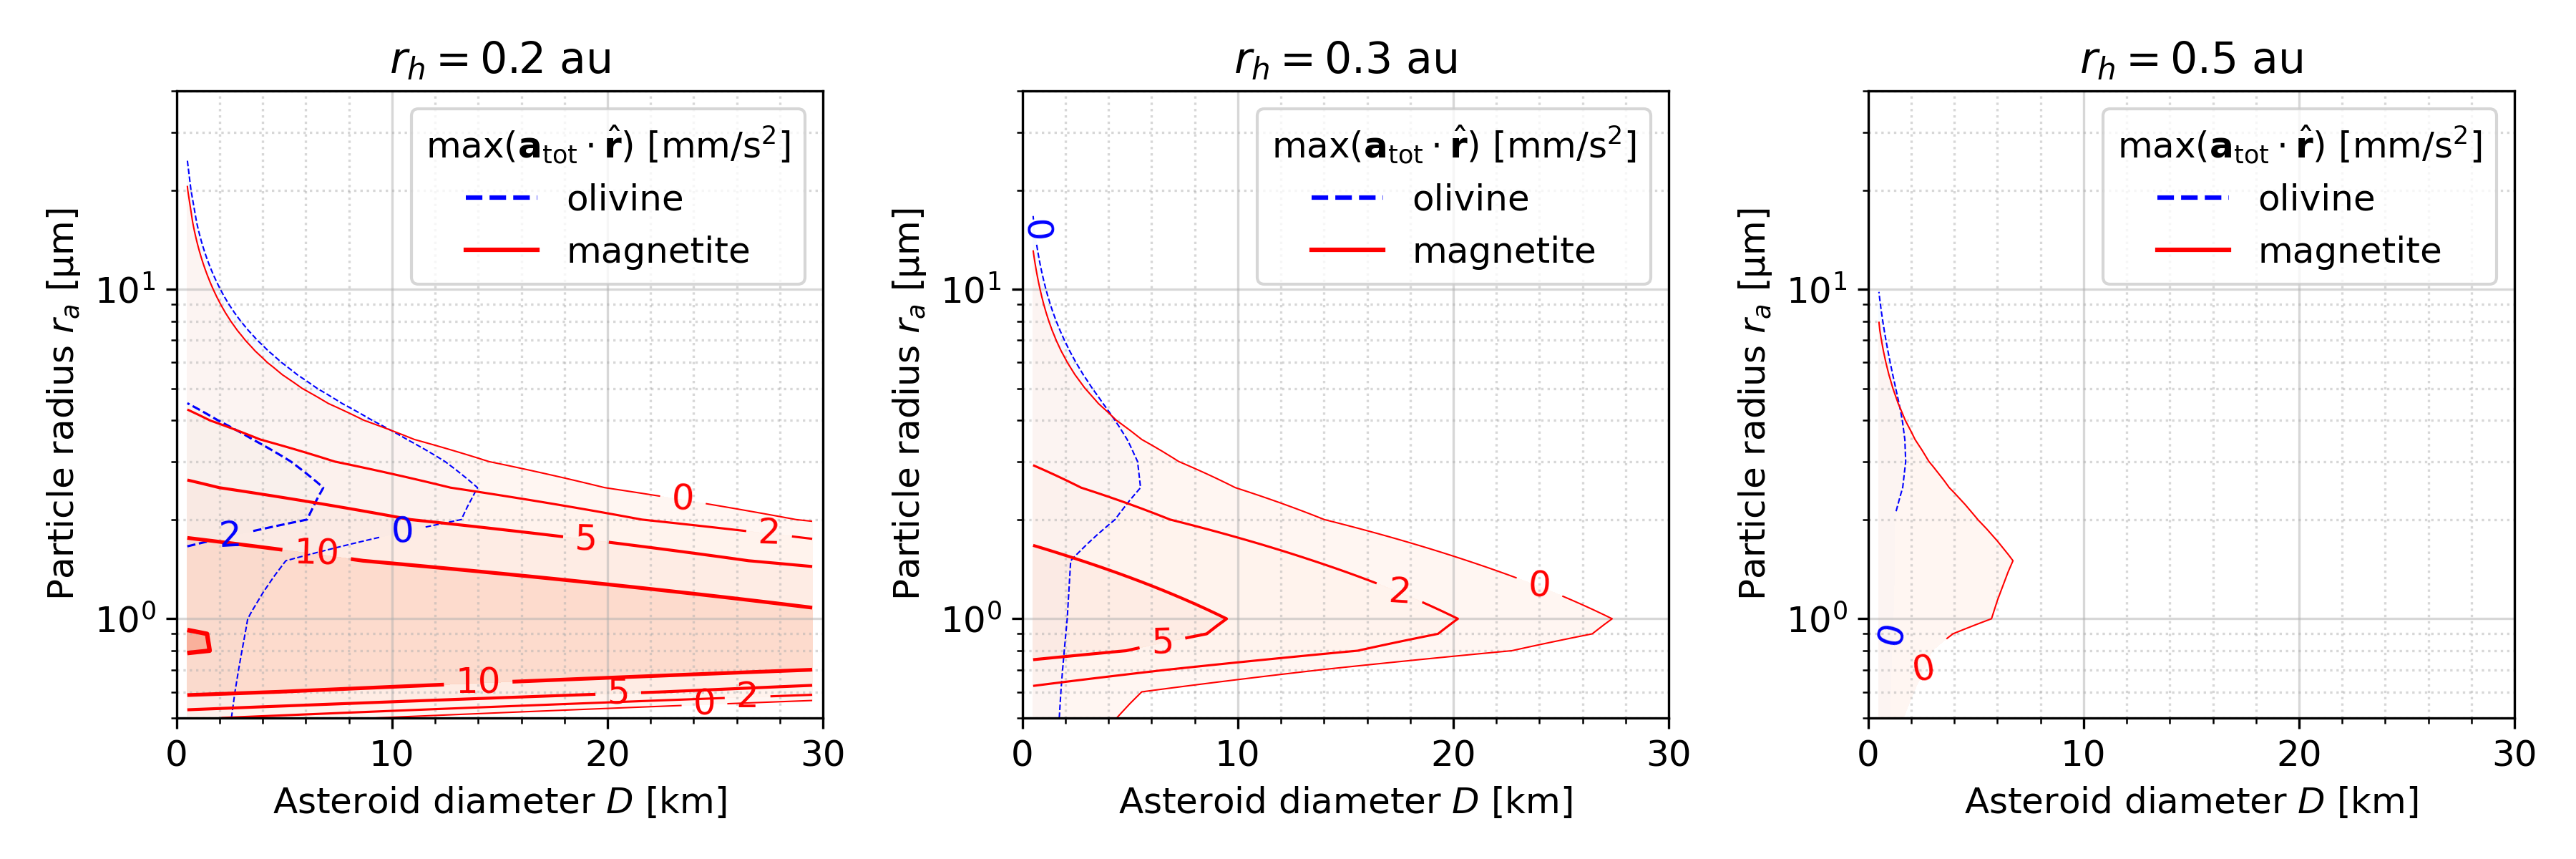 r_h = 0.2 au
max(a_tot · r̂) [mm/s²]
olivine
magnetite
Particle radius r_a [µm]
10¹
10⁰
0
2
5
2
0
10
10
5
0
2
0
10
20
30
Asteroid diameter D [km]
r_h = 0.3 au
max(a_tot · r̂) [mm/s²]
olivine
magnetite
Particle radius r_a [µm]
10¹
10⁰
0
2
0
5
0
10
20
30
Asteroid diameter D [km]
r_h = 0.5 au
max(a_tot · r̂) [mm/s²]
olivine
magnetite
Particle radius r_a [µm]
10¹
10⁰
0
0
0
10
20
30
Asteroid diameter D [km]